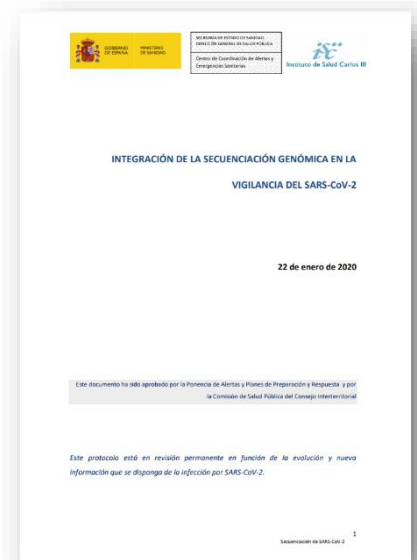 GOBIERNO
DE ESPAÑA
MINISTERIO
DE SANIDAD
SECRETARÍA DE ESTADO DE SANIDAD
DIRECCIÓN GENERAL DE SALUD PÚBLICA
Centro de Coordinación de Alertas y
Emergencias Sanitarias
Instituto de Salud Carlos III
INTEGRACIÓN DE LA SECUENCIACIÓN GENÓMICA EN LA
VIGILANCIA DEL SARS-CoV-2
22 de enero de 2020
Este documento ha sido aprobado por la Ponencia de Alertas y Planes de Preparación y Respuesta y por
la Comisión de Salud Pública del Consejo Interterritorial
Este protocolo está en revisión permanente en función de la evolución y nueva
información que se disponga de la infección por SARS-CoV-2.
1
Secuenciación de SARS-CoV-2